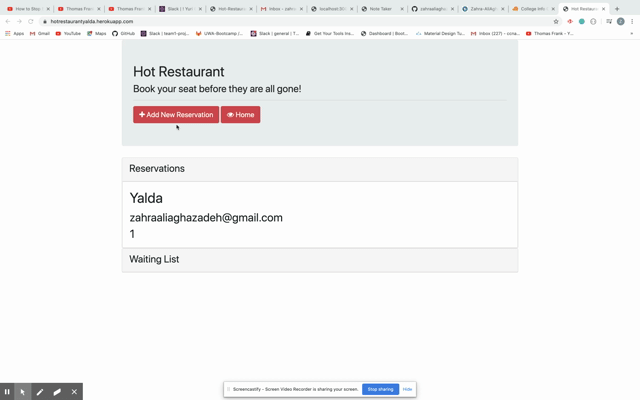 How to Stop
Thomas Fran
Thomas Fran
Slack |
Hot-Restau
Inbox - zahr
localhost:30
Note Taker
zahraaliagh
Zahra-Aliky
College Info
Hot Restaur
hotrestaurantyalda.herokuapp.com
Apps
Gmail
YouTube
Maps
GitHub
Slack | team1-proj...
UWA-Bootcamp /...
Slack | general | T...
Get Your Tools Ins...
Dashboard | Boot...
Material Design Tu...
Inbox (227) - ccna...
Thomas Frank - Y...
Hot Restaurant
Book your seat before they are all gone!
Add New Reservation
Home
Reservations
Yalda
zahraaliaghazadeh@gmail.com
1
Waiting List
Screencastify - Screen Video Recorder is sharing your screen.
Stop sharing
Hide